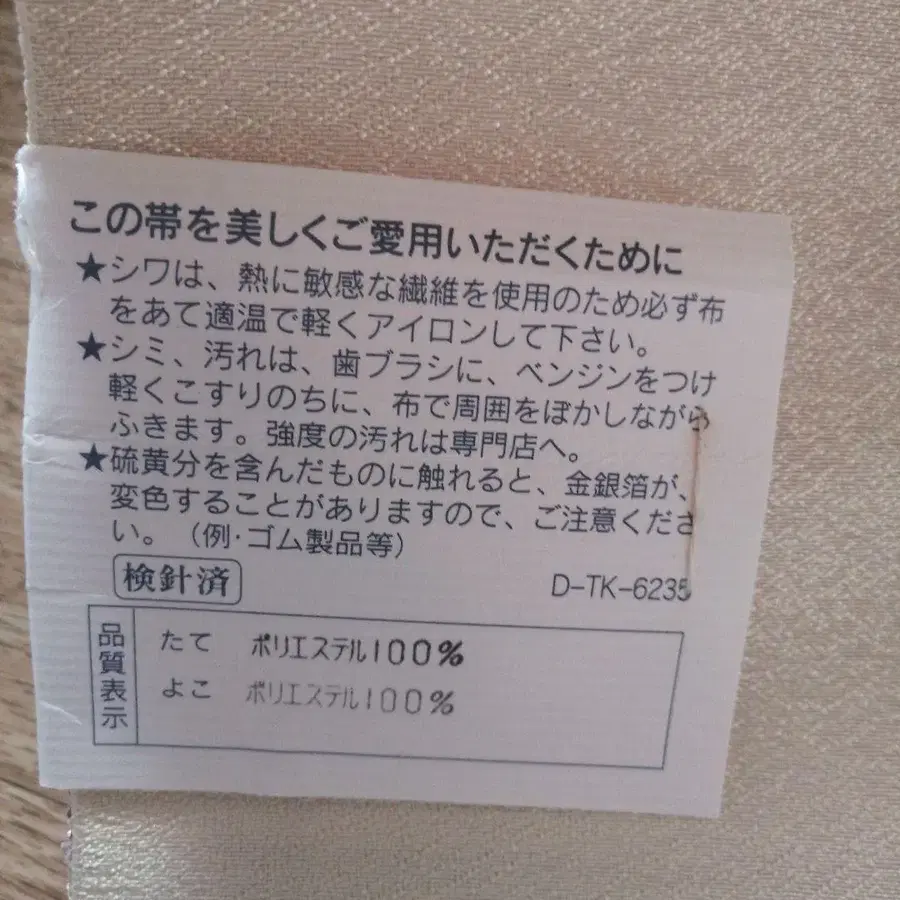 この帯を美しくご愛用いただくために
★シワは、熱に敏感な繊維を使用のため必ず布
をあて適温で軽くアイロンして下さい。
★シミ、汚れは、歯ブラシに、ベンジンをつけ
軽くこすりのちに、布で周囲をぼかしながら
ふきます。強度の汚れは専門店へ。
★硫黄分を含んだものに触れると、金銀箔が、
変色することがありますので、ご注意くださ
い。（例・ゴム製品等）
検針済
D-TK-6235
品質表示
たて ポリエステル100%
よこ ポリエステル100%